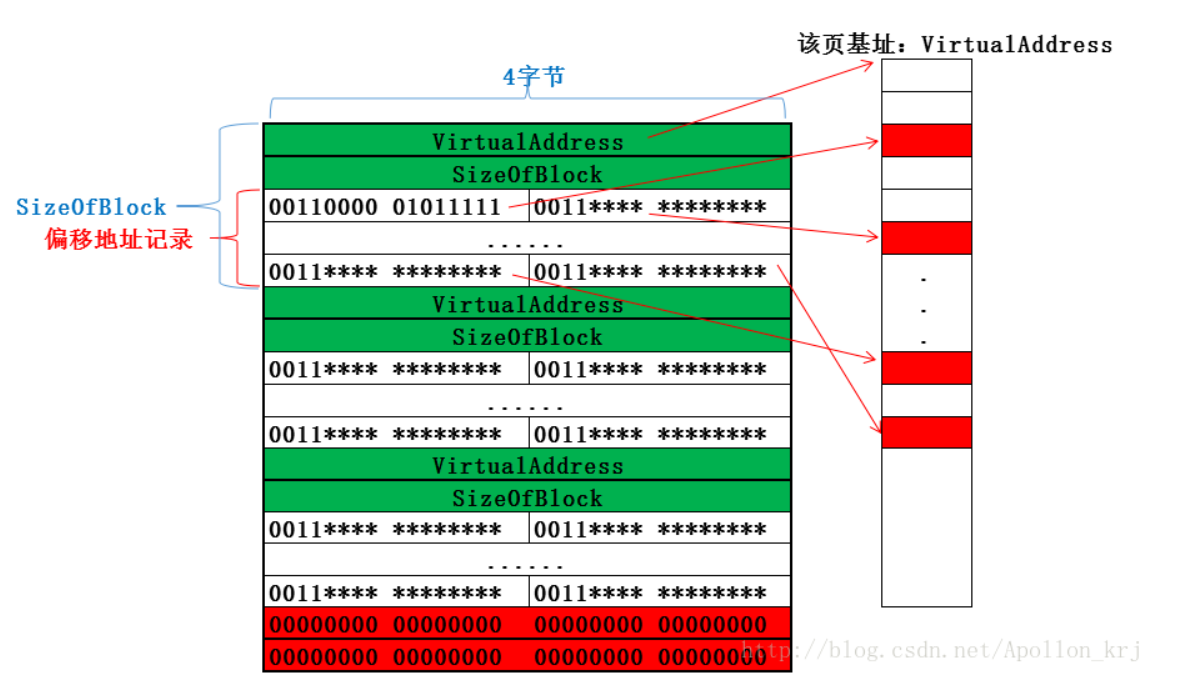 该页基址：VirtualAddress
4字节
VirtualAddress
SizeOfBlock
SizeOfBlock
偏移地址记录
00110000 01011111 0011**** ********
......
0011**** ******** 0011**** ********
VirtualAddress
SizeOfBlock
0011**** ******** 0011**** ********
......
0011**** ******** 0011**** ********
VirtualAddress
SizeOfBlock
0011**** ******** 0011**** ********
......
0011**** ******** 0011**** ********
00000000 00000000 00000000 00000000
00000000 00000000 00000000 00000000
.
.
.
http://blog.csdn.net/Apollon_krj